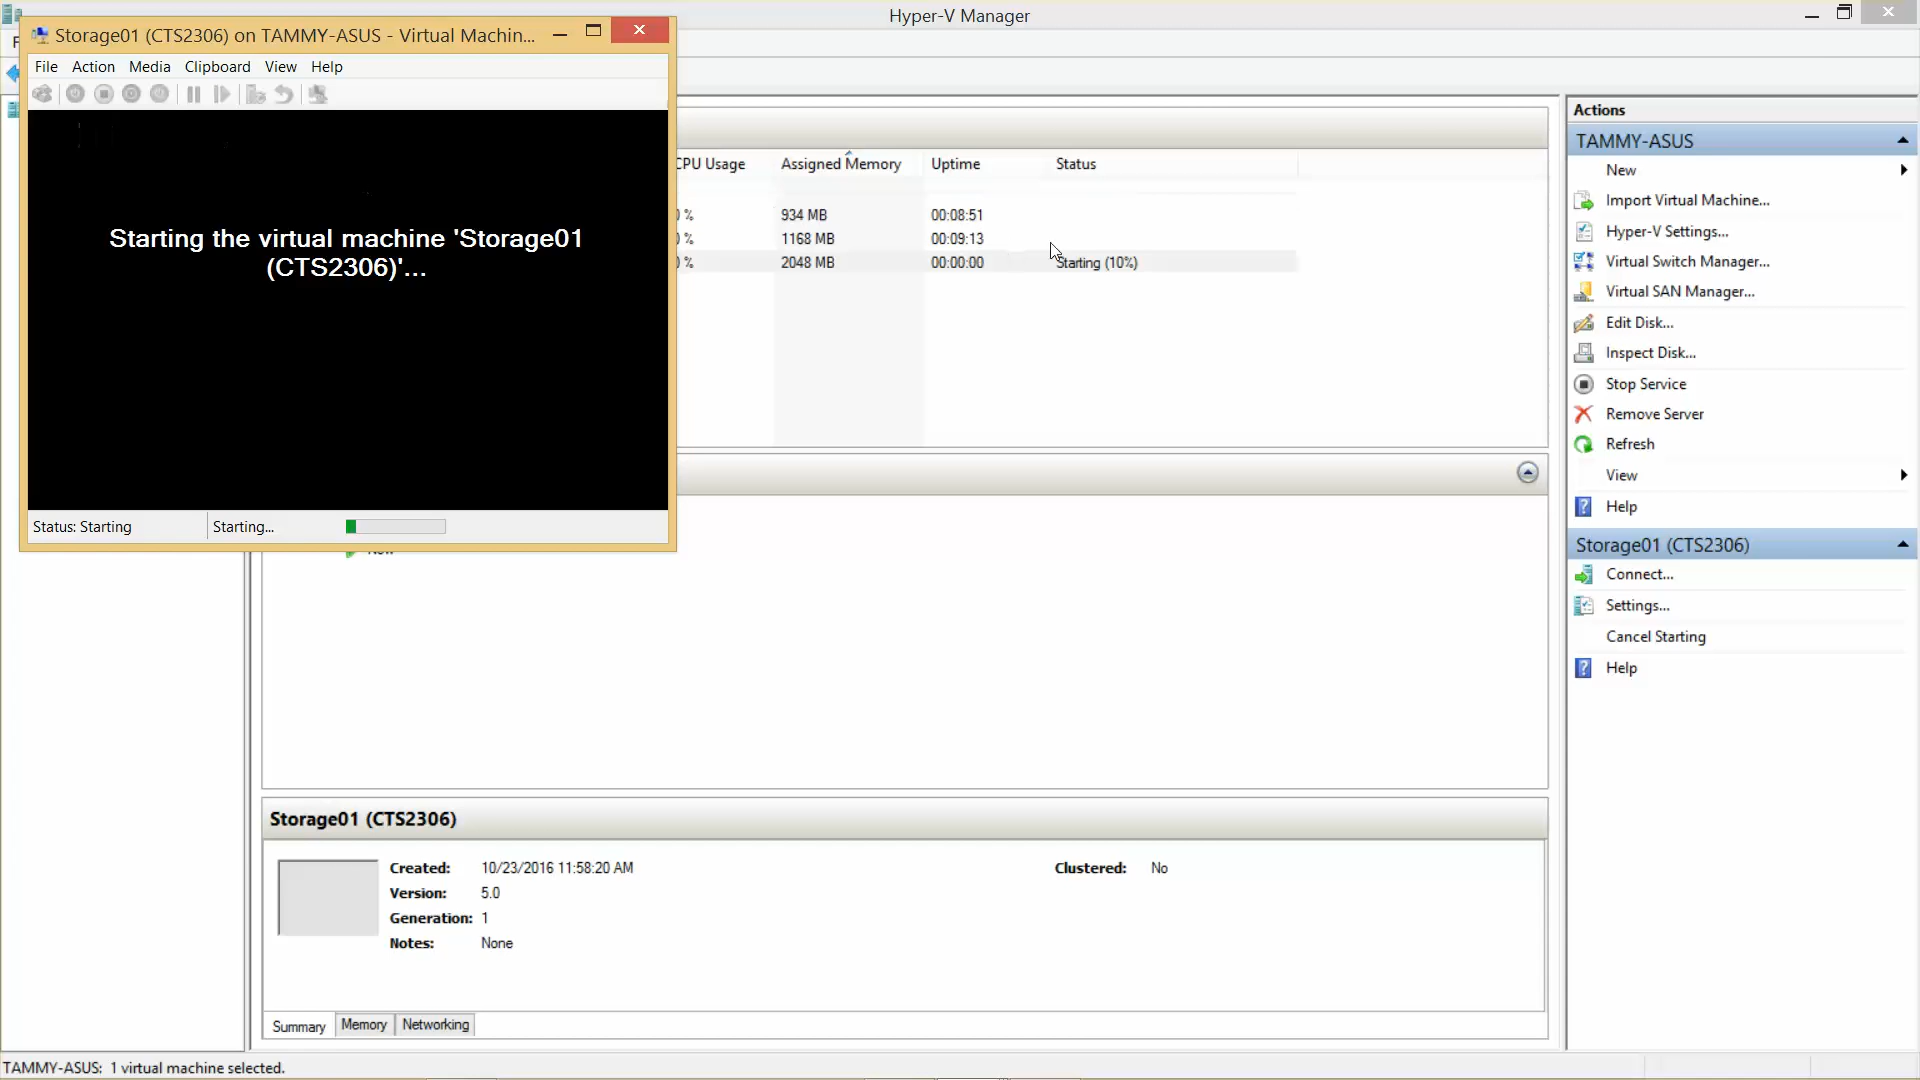 Hyper-V Manager
Storage01 (CTS2306) on TAMMY-ASUS - Virtual Machin...
File Action Media Clipboard View Help
Starting the virtual machine 'Storage01
(CTS2306)'...
Status: Starting Starting...
CPU Usage Assigned Memory Uptime Status
0 % 934 MB 00:08:51
0 % 1168 MB 00:09:13
0 % 2048 MB 00:00:00 Starting (10%)
Storage01 (CTS2306)
Created: 10/23/2016 11:58:20 AM Clustered: No
Version: 5.0
Generation: 1
Notes: None
Summary Memory Networking
Actions
TAMMY-ASUS
New
Import Virtual Machine...
Hyper-V Settings...
Virtual Switch Manager...
Virtual SAN Manager...
Edit Disk...
Inspect Disk...
Stop Service
Remove Server
Refresh
View
Help
Storage01 (CTS2306)
Connect...
Settings...
Cancel Starting
Help
TAMMY-ASUS: 1 virtual machine selected.